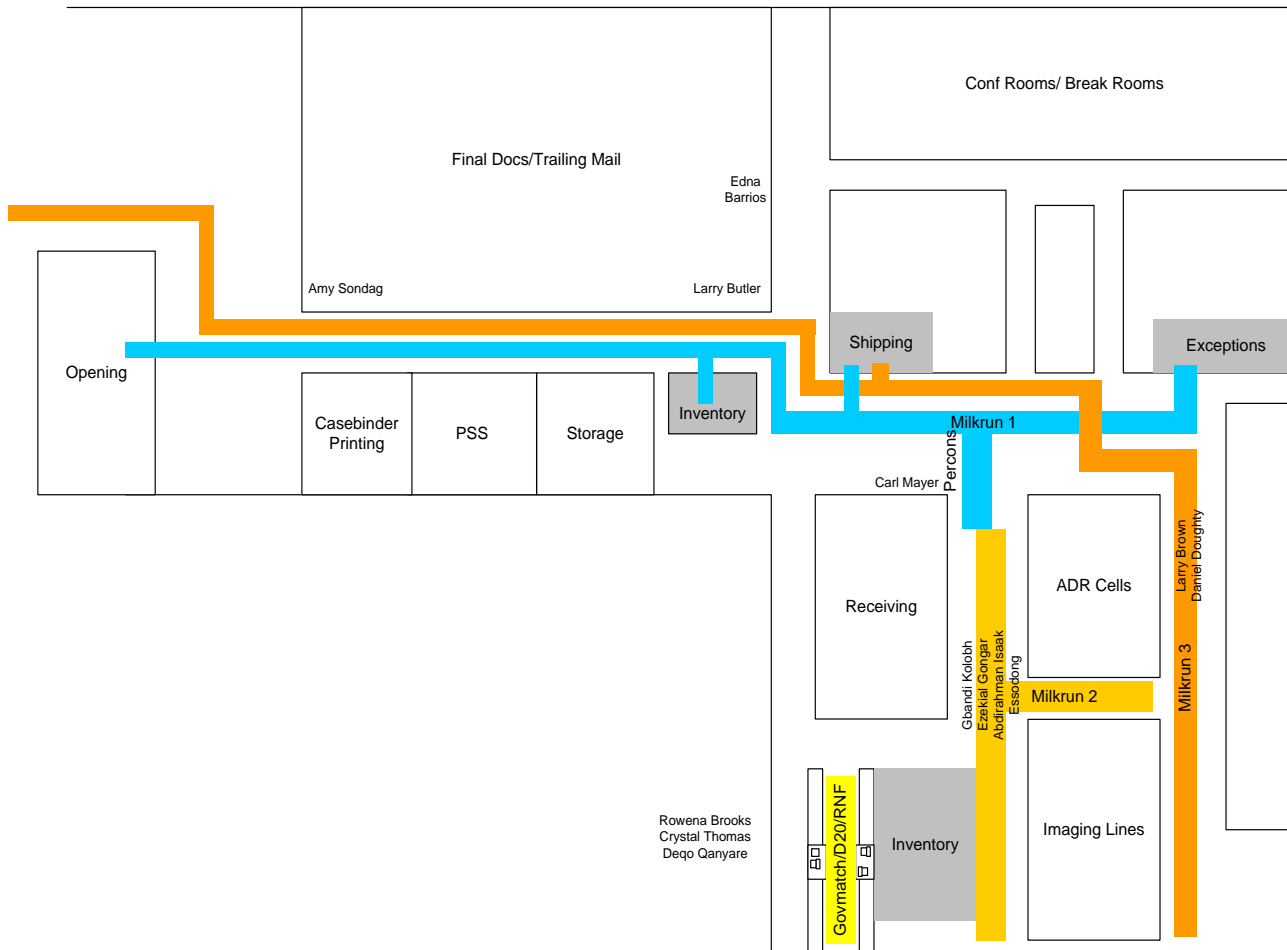 Conf Rooms/ Break Rooms
Final Docs/Trailing Mail
Edna
Barrios
Amy Sondag
Larry Butler
Shipping
Exceptions
Opening
Inventory
Casebinder
Printing
PSS
Storage
Milkrun 1
Percons
Carl Mayer
Larry Brown
Daniel Doughty
ADR Cells
Receiving
Gbandi Kolobh
Ezekial Gongar
Abdirahman Isaak
Essodong
Milkrun 2
Milkrun 3
Rowena Brooks
Crystal Thomas
Deqo Qanyare
Govmatch/D20/RNF
Inventory
Imaging Lines